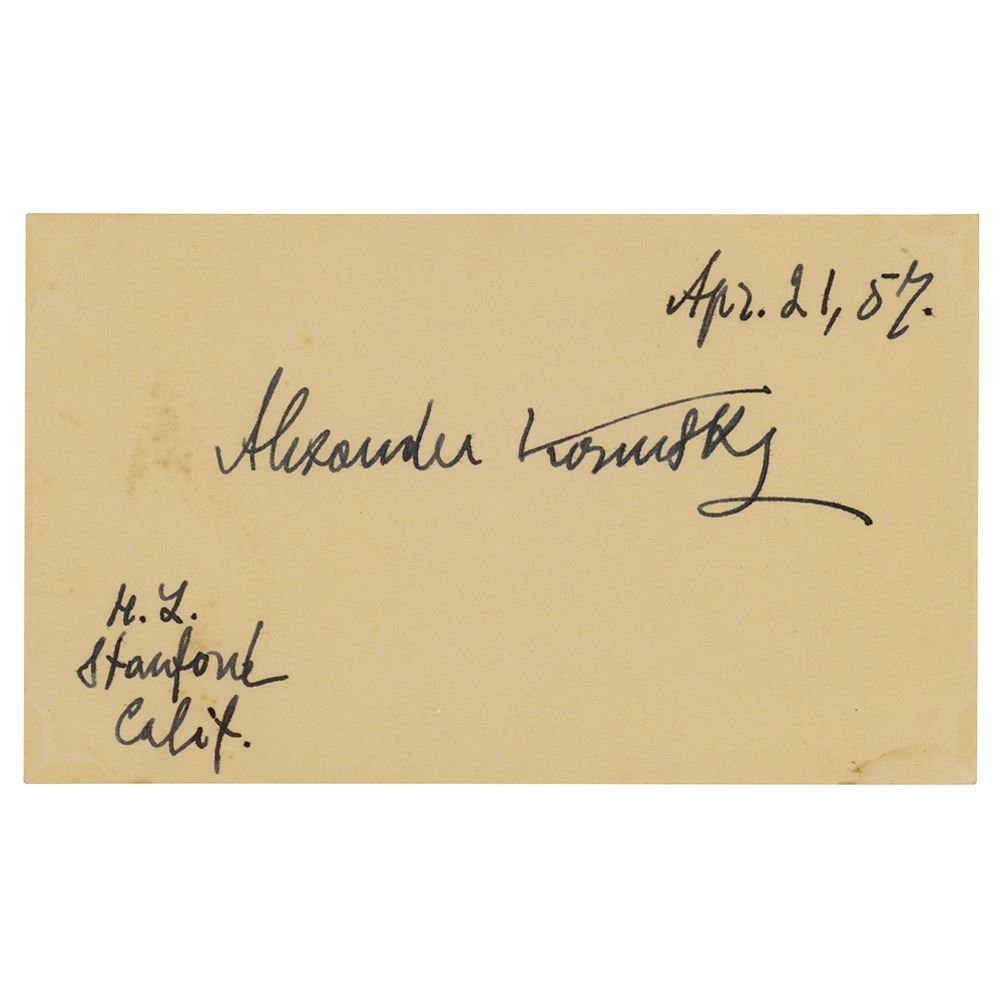 Apr. 21, 57.
Alexander Kerensky
H. L.
Stanford
Calif.